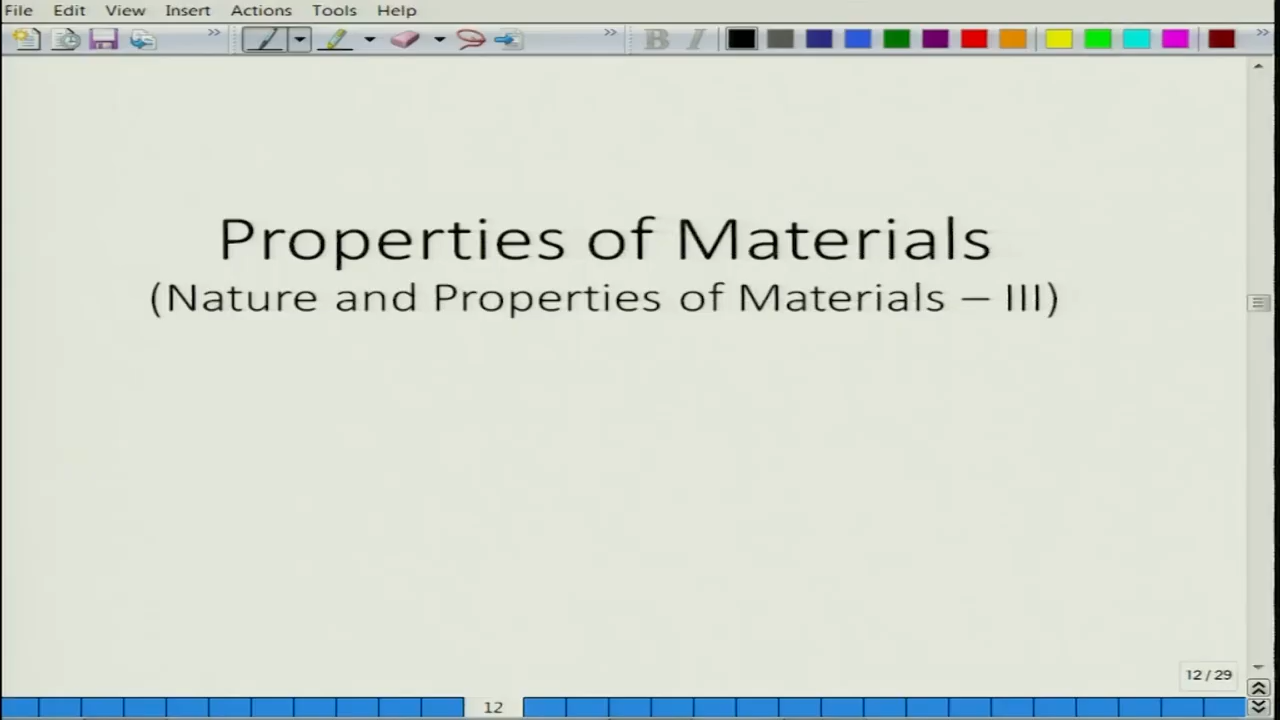 File Edit View Insert Actions Tools Help
B I
Properties of Materials
(Nature and Properties of Materials – III)
12 / 29
12